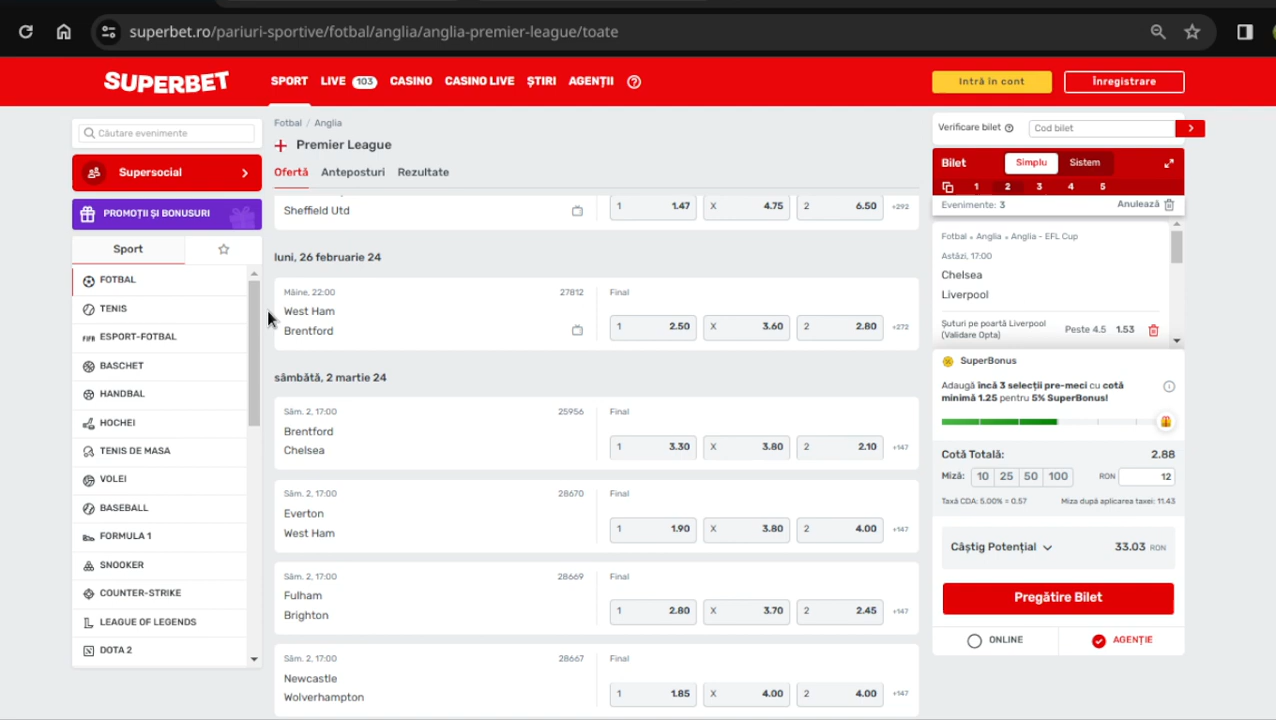 superbet.ro/pariuri-sportive/fotbal/anglia/anglia-premier-league/toate
SUPERBET
SPORT LIVE 103 CASINO CASINO LIVE ȘTIRI AGENȚII ?
Intră în cont
Înregistrare
Căutare evenimente
Supersocial
PROMOȚII ȘI BONUSURI
Sport
FOTBAL
TENIS
FIFA ESPORT-FOTBAL
BASCHET
HANDBAL
HOCHEI
TENIS DE MASA
VOLEI
BASEBALL
FORMULA 1
SNOOKER
COUNTER-STRIKE
LEAGUE OF LEGENDS
DOTA 2
Fotbal / Anglia
+ Premier League
Ofertă Anteposturi Rezultate
Sheffield Utd
1 1.47 X 4.75 2 6.50 +292
luni, 26 februarie 24
Mâine, 22:00 27812 Final
West Ham
Brentford
1 2.50 X 3.60 2 2.80 +272
sâmbătă, 2 martie 24
Sâm. 2, 17:00 25956 Final
Brentford
Chelsea
1 3.30 X 3.80 2 2.10 +147
Sâm. 2, 17:00 28670 Final
Everton
West Ham
1 1.90 X 3.80 2 4.00 +147
Sâm. 2, 17:00 28669 Final
Fulham
Brighton
1 2.80 X 3.70 2 2.45 +147
Sâm. 2, 17:00 28667 Final
Newcastle
Wolverhampton
1 1.85 X 4.00 2 4.00 +147
Verificare bilet ? Cod bilet
Bilet Simplu Sistem
1 2 3 4 5
Evenimente: 3 Anulează
Fotbal • Anglia • Anglia - EFL Cup
Astăzi, 17:00
Chelsea
Liverpool
Șuturi pe poartă Liverpool
(Validare Opta)
Peste 4.5 1.53
SuperBonus
Adaugă încă 3 selecții pre-meci cu cotă
minimă 1.25 pentru 5% SuperBonus!
Cotă Totală: 2.88
Miză: 10 25 50 100 RON 12
Taxă CDA: 5.00% = 0.57 Miza după aplicarea taxei: 11.43
Câștig Potențial 33.03 RON
Pregătire Bilet
ONLINE AGENȚIE